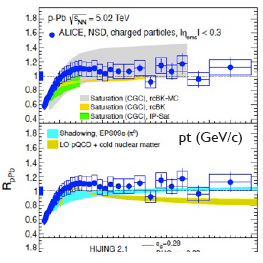 p-Pb √sNN = 5.02 TeV
ALICE, NSD, charged particles, |ηcms| < 0.3
1.8
1.6
1.4
1.2
1.0
0.8
0.6
0.4
Saturation (CGC), rcBK-MC
Saturation (CGC), rcBK
Saturation (CGC), IP-Sat
Shadowing, EPS09s (π⁰)
LO pQCD + cold nuclear matter
pt (GeV/c)
RpPb
1.8
1.6
1.4
1.2
1.0
0.8
0.6
0.4
HIJING 2.1
1.8